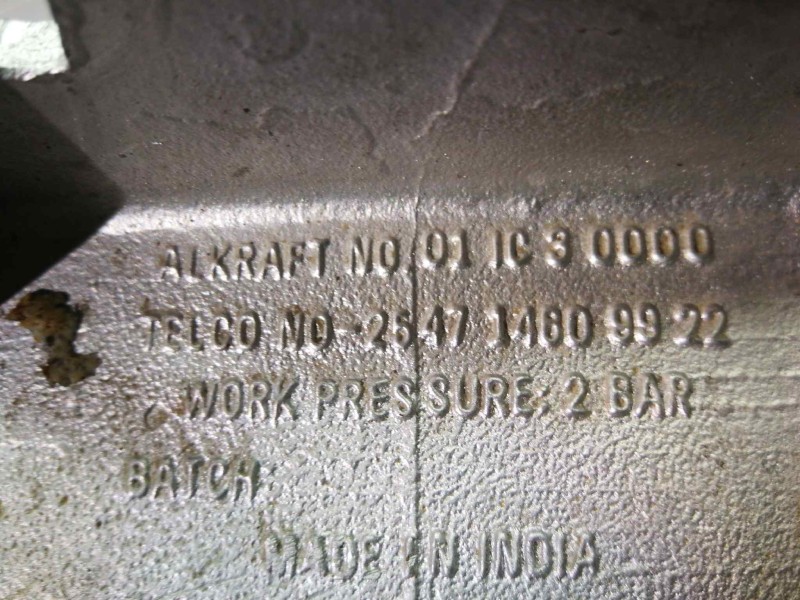 ALKRAFT NO. 01 IC 3 0000
TELCO NO-2647 1460 99 22
WORK PRESSURE: 2 BAR
BATCH
MADE IN INDIA